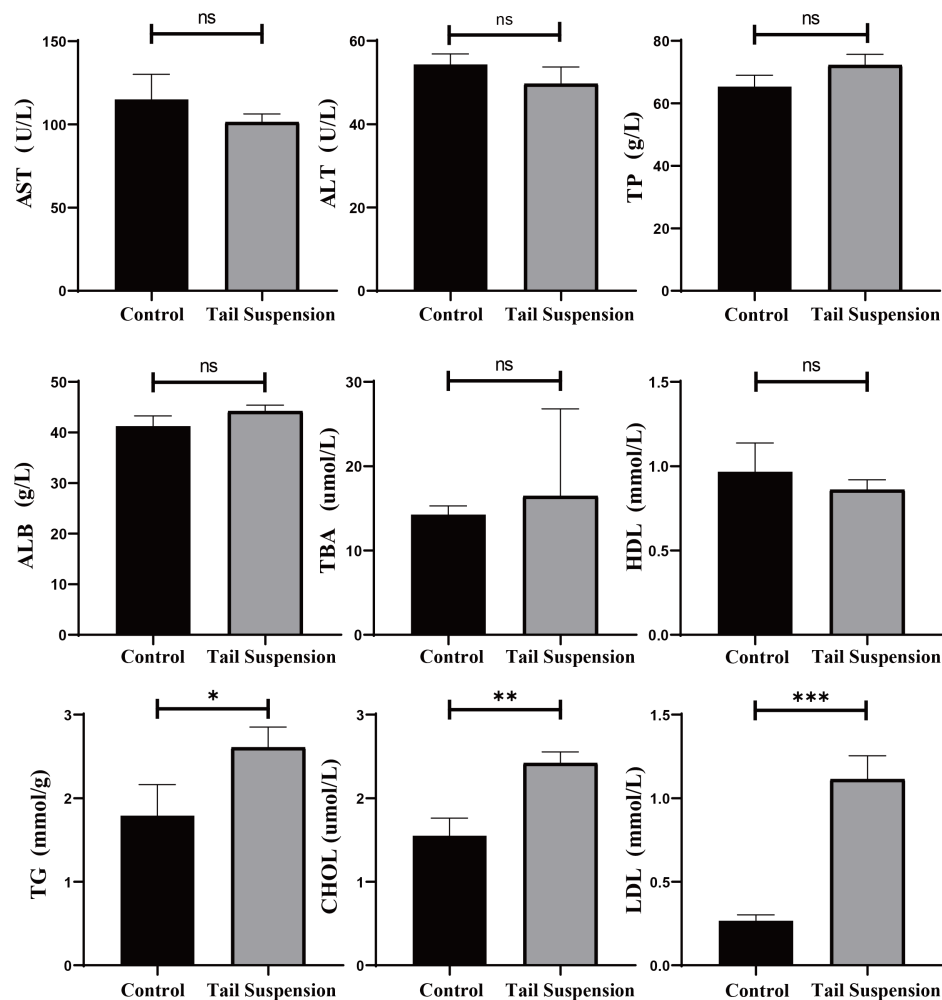 ns
AST (U/L)
150
100
50
0
Control Tail Suspension
ns
ALT (U/L)
60
40
20
0
Control Tail Suspension
ns
TP (g/L)
80
60
40
20
0
Control Tail Suspension
ns
ALB (g/L)
50
40
30
20
10
0
Control Tail Suspension
ns
TBA (umol/L)
30
20
10
0
Control Tail Suspension
ns
HDL (mmol/L)
1.5
1.0
0.5
0.0
Control Tail Suspension
*
TG (mmol/g)
3
2
1
0
Control Tail Suspension
**
CHOL (umol/L)
3
2
1
0
Control Tail Suspension
***
LDL (mmol/L)
1.5
1.0
0.5
0.0
Control Tail Suspension